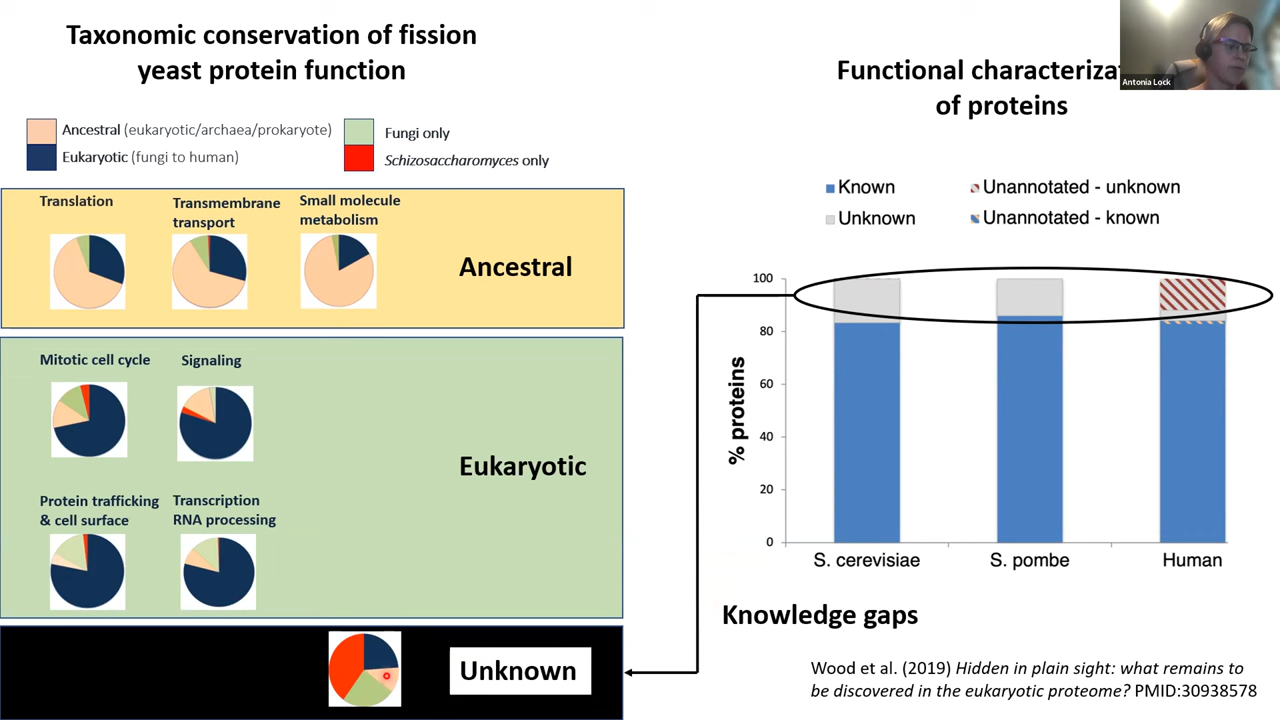 Taxonomic conservation of fission
yeast protein function
Ancestral (eukaryotic/archaea/prokaryote)
Eukaryotic (fungi to human)
Fungi only
Schizosaccharomyces only
Translation
Transmembrane
transport
Small molecule
metabolism
Ancestral
Mitotic cell cycle
Signaling
Protein trafficking
& cell surface
Transcription
RNA processing
Eukaryotic
Unknown
Functional characteriza
of proteins
Antonia Lock
Known
Unannotated - unknown
Unknown
Unannotated - known
% proteins
100
80
60
40
20
0
S. cerevisiae
S. pombe
Human
Knowledge gaps
Wood et al. (2019) Hidden in plain sight: what remains to
be discovered in the eukaryotic proteome? PMID:30938578